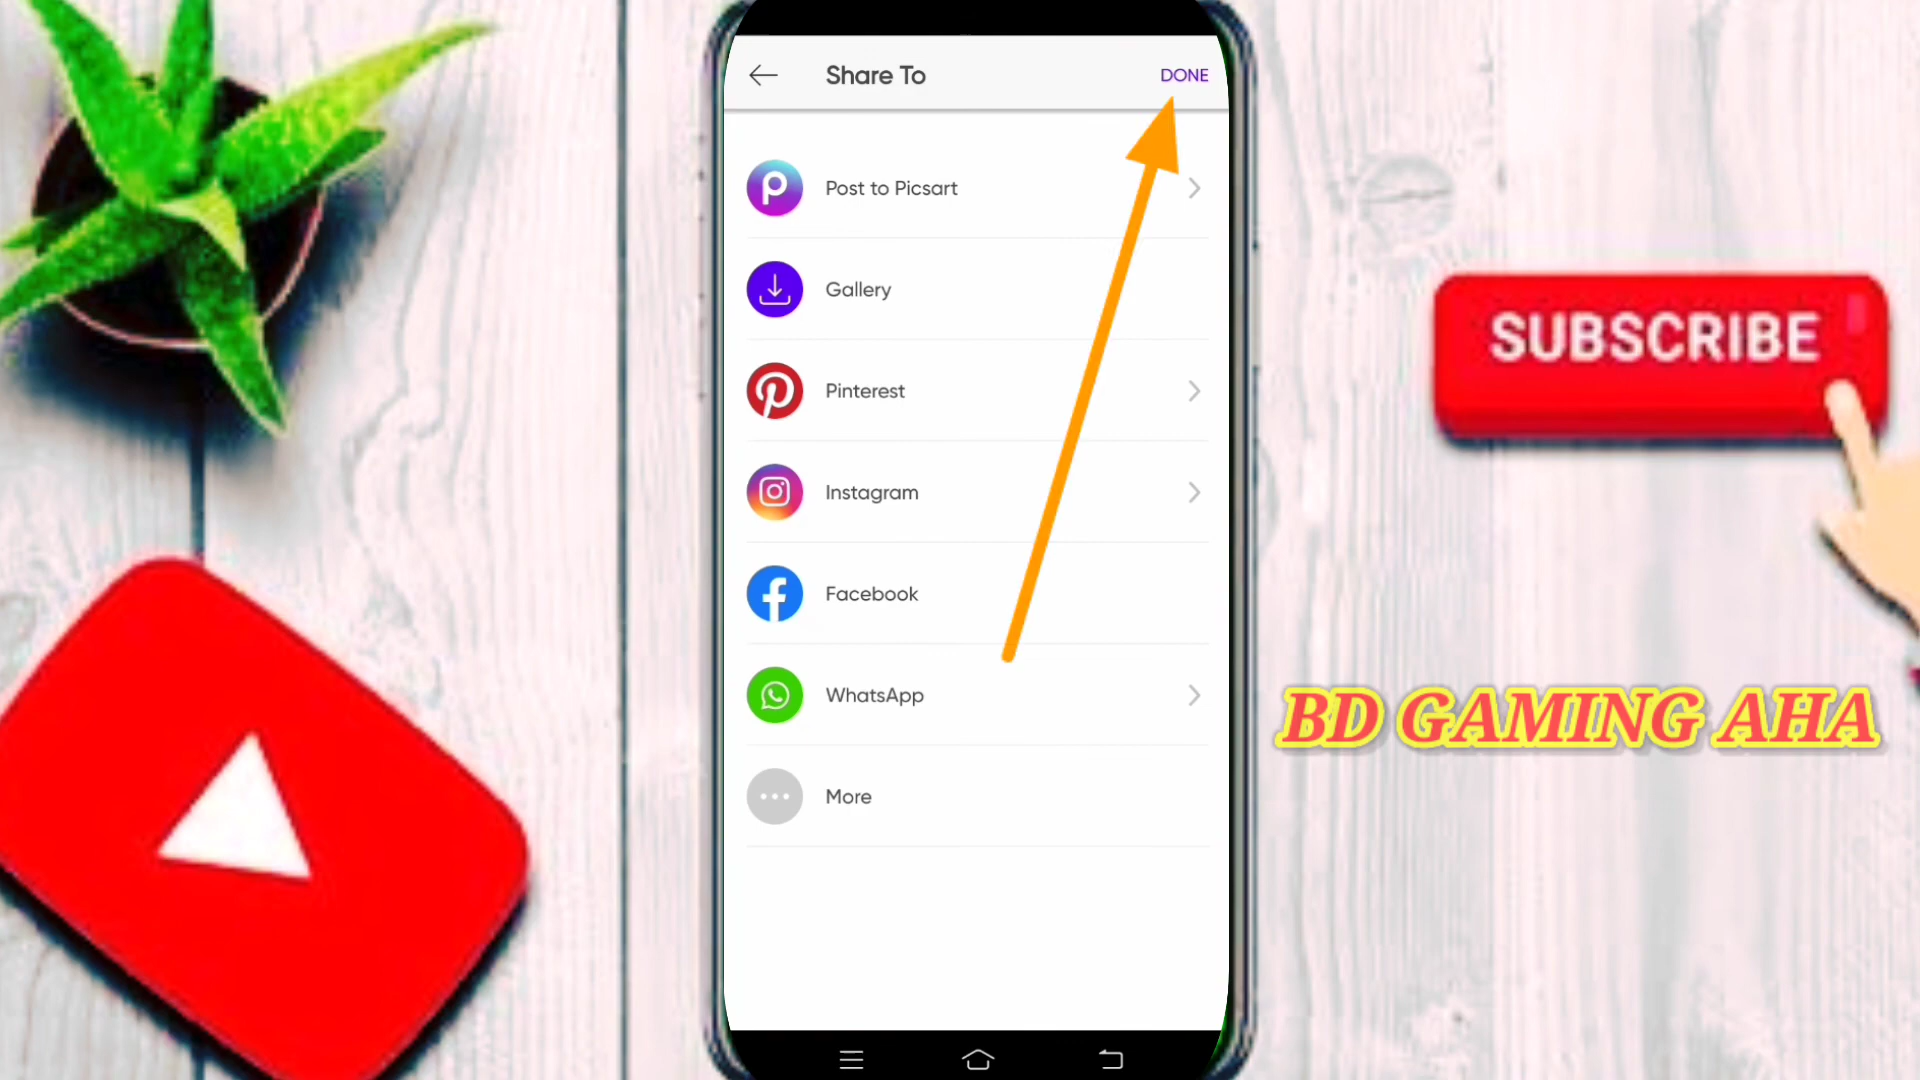 Share To
DONE
Post to Picsart
Gallery
Pinterest
Instagram
Facebook
WhatsApp
More
SUBSCRIBE
BD GAMING AHA